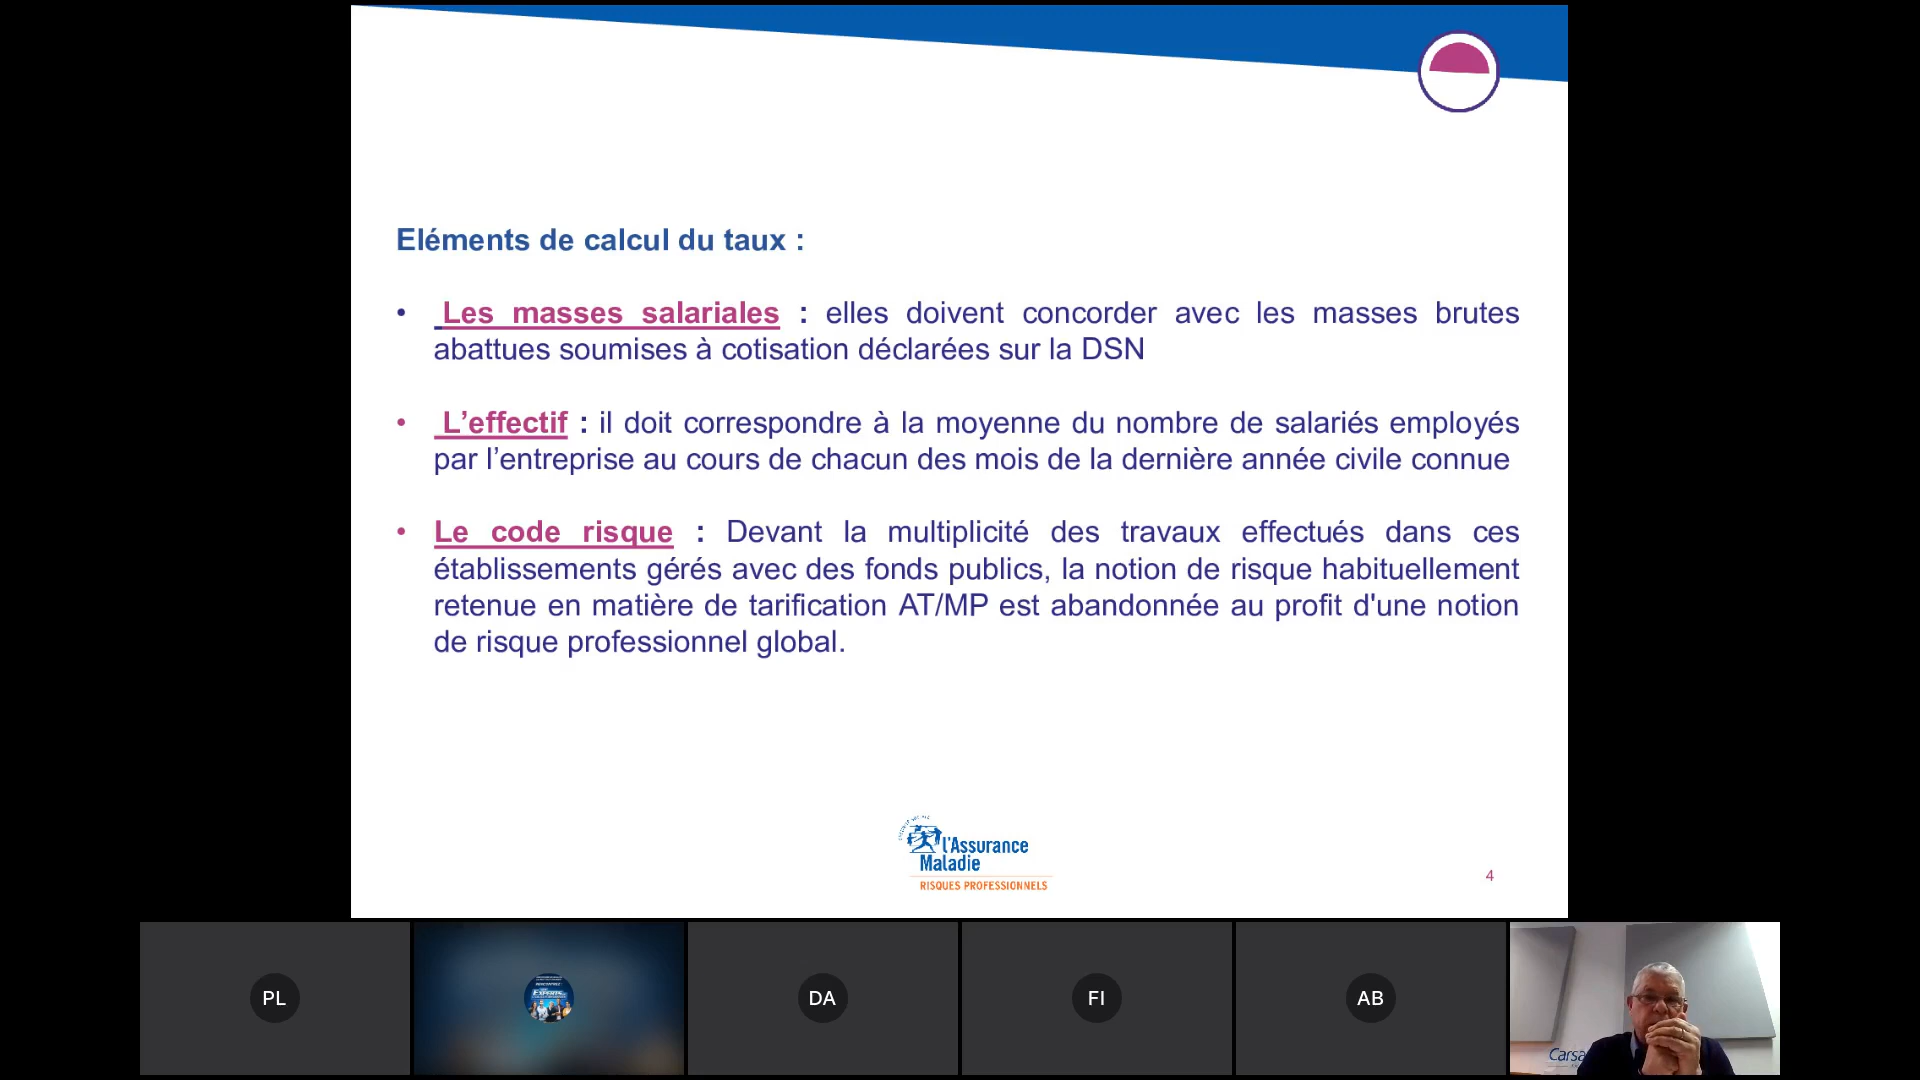 Eléments de calcul du taux :
• Les masses salariales : elles doivent concorder avec les masses brutes
abattues soumises à cotisation déclarées sur la DSN
• L’effectif : il doit correspondre à la moyenne du nombre de salariés employés
par l’entreprise au cours de chacun des mois de la dernière année civile connue
• Le code risque : Devant la multiplicité des travaux effectués dans ces
établissements gérés avec des fonds publics, la notion de risque habituellement
retenue en matière de tarification AT/MP est abandonnée au profit d'une notion
de risque professionnel global.
l'Assurance
Maladie
RISQUES PROFESSIONNELS
4
PL
DA
FI
AB
Carsa